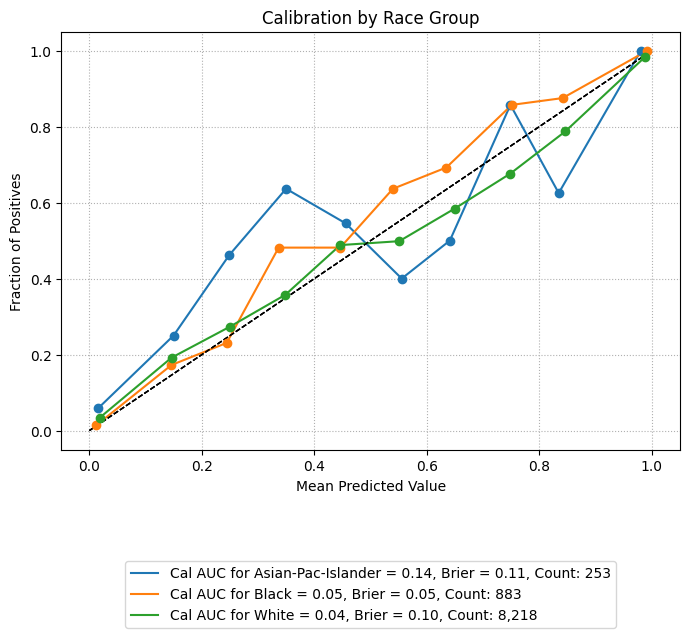 Calibration by Race Group
1.0
0.8
0.6
0.4
0.2
0.0
Fraction of Positives
0.0 0.2 0.4 0.6 0.8 1.0
Mean Predicted Value
Cal AUC for Asian-Pac-Islander = 0.14, Brier = 0.11, Count: 253
Cal AUC for Black = 0.05, Brier = 0.05, Count: 883
Cal AUC for White = 0.04, Brier = 0.10, Count: 8,218